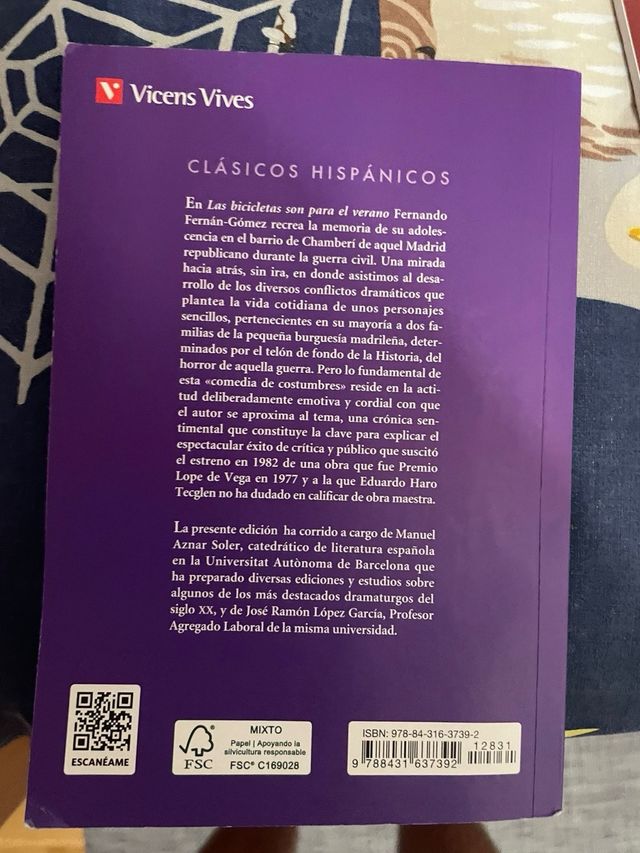 Vicens Vives
CLÁSICOS HISPÁNICOS
En Las bicicletas son para el verano Fernando
Fernán-Gómez recrea la memoria de su adoles-
cencia en el barrio de Chamberí de aquel Madrid
republicano durante la guerra civil. Una mirada
hacia atrás, sin ira, en donde asistimos al desa-
rrollo de los diversos conflictos dramáticos que
plantea la vida cotidiana de unos personajes
sencillos, pertenecientes en su mayoría a dos fa-
milias de la pequeña burguesía madrileña, deter-
minados por el telón de fondo de la Historia, del
horror de aquella guerra. Pero lo fundamental de
esta «comedia de costumbres» reside en la acti-
tud deliberadamente emotiva y cordial con que
el autor se aproxima al tema, una crónica sen-
timental que constituye la clave para explicar el
espectacular éxito de crítica y público que suscitó
el estreno en 1982 de una obra que fue Premio
Lope de Vega en 1977 y a la que Eduardo Haro
Tecglen no ha dudado en calificar de obra maestra.
La presente edición ha corrido a cargo de Manuel
Aznar Soler, catedrático de literatura española
en la Universitat Autònoma de Barcelona que
ha preparado diversas ediciones y estudios sobre
algunos de los más destacados dramaturgos del
siglo XX, y de José Ramón López García, Profesor
Agregado Laboral de la misma universidad.
ESCANÉAME
FSC
MIXTO
Papel | Apoyando la
silvicultura responsable
FSC® C169028
ISBN: 978-84-316-3739-2
12831
9 788431 637392